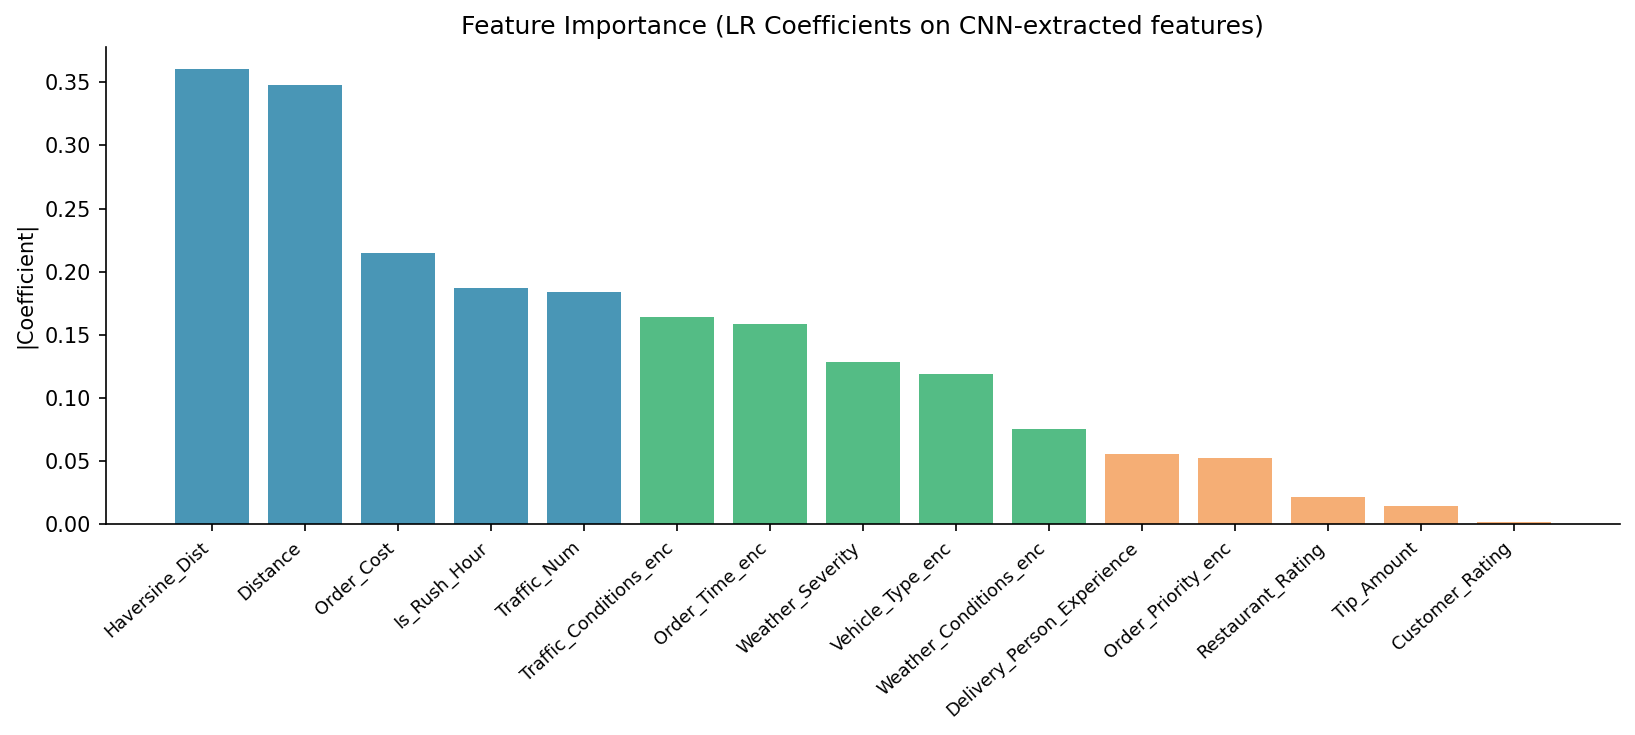 Feature Importance (LR Coefficients on CNN-extracted features)
|Coefficient|
0.35
0.30
0.25
0.20
0.15
0.10
0.05
0.00
Haversine_Dist
Distance
Order_Cost
Is_Rush_Hour
Traffic_Num
Traffic_Conditions_enc
Order_Time_enc
Weather_Severity
Vehicle_Type_enc
Weather_Conditions_enc
Delivery_Person_Experience
Order_Priority_enc
Restaurant_Rating
Tip_Amount
Customer_Rating